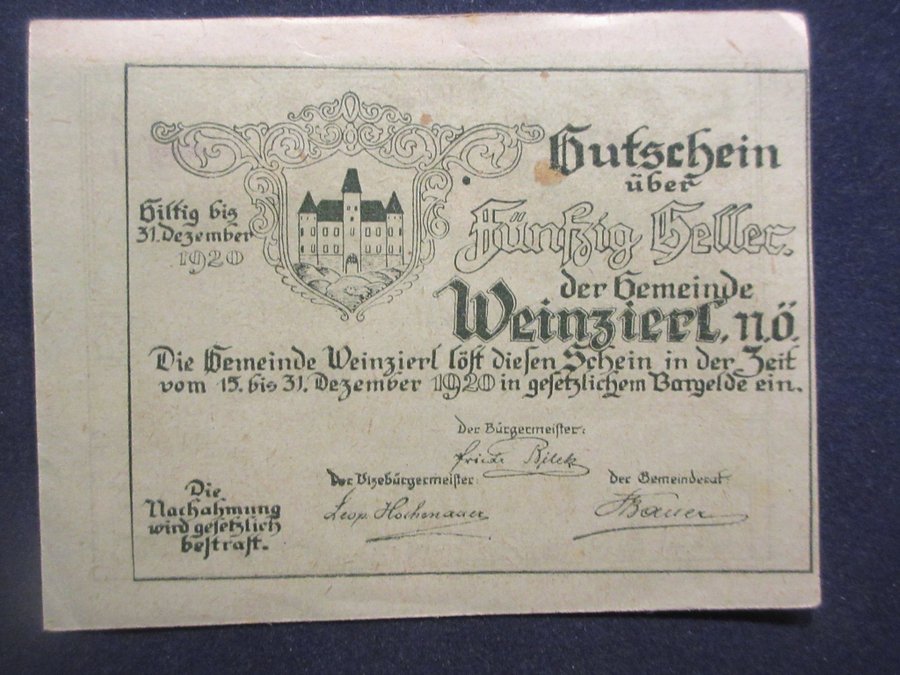 Gutschein
über
Fünfzig Heller.
der Gemeinde
Weinzierl, n.ö.
Giltig bis
31. Dezember
1920
Die Gemeinde Weinzierl löst diesen Schein in der Zeit
vom 15. bis 31. Dezember 1920 in gesetzlichem Bargelde ein.
Der Bürgermeister:
Der Vizebürgermeister:
der Gemeinderat:
Leop. Hochenauer
Die
Nachahmung
wird gesetzlich
bestraft.